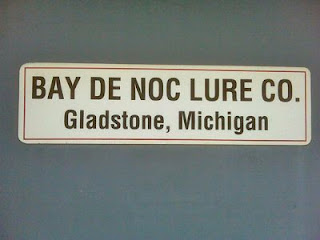 BAY DE NOC LURE CO.
Gladstone, Michigan